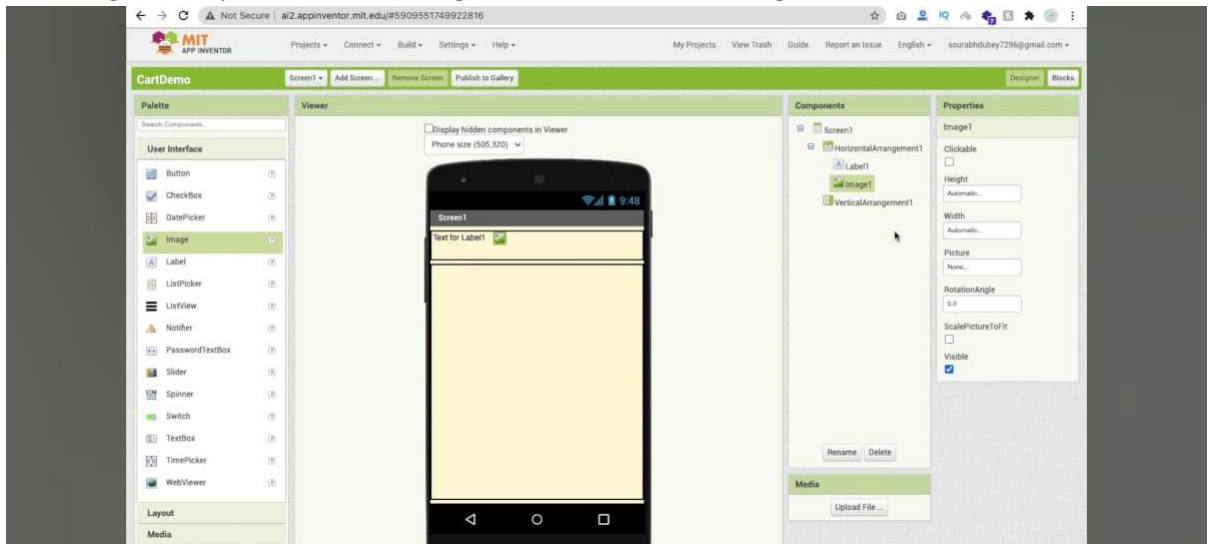 Not Secure | ai2.appinventor.mit.edu/#5909551749922816
MIT
APP INVENTOR
Projects Connect Build Settings Help
My Projects View Trash Guide Report an Issue English sourabhdubey7296@gmail.com
CartDemo
Screen1 Add Screen ... Remove Screen Publish to Gallery
Designer Blocks
Palette
Search Components...
User Interface
Button
CheckBox
DatePicker
Image
Label
ListPicker
ListView
Notifier
PasswordTextBox
Slider
Spinner
Switch
TextBox
TimePicker
WebViewer
Layout
Media
Viewer
Display hidden components in Viewer
Phone size (505,320)
9:48
Screen1
Text for Label1
Components
Screen1
HorizontalArrangement1
Label1
Image1
VerticalArrangement1
Rename Delete
Media
Upload File ...
Properties
Image1
Clickable
Height
Automatic...
Width
Automatic...
Picture
None...
RotationAngle
0.0
ScalePictureToFit
Visible